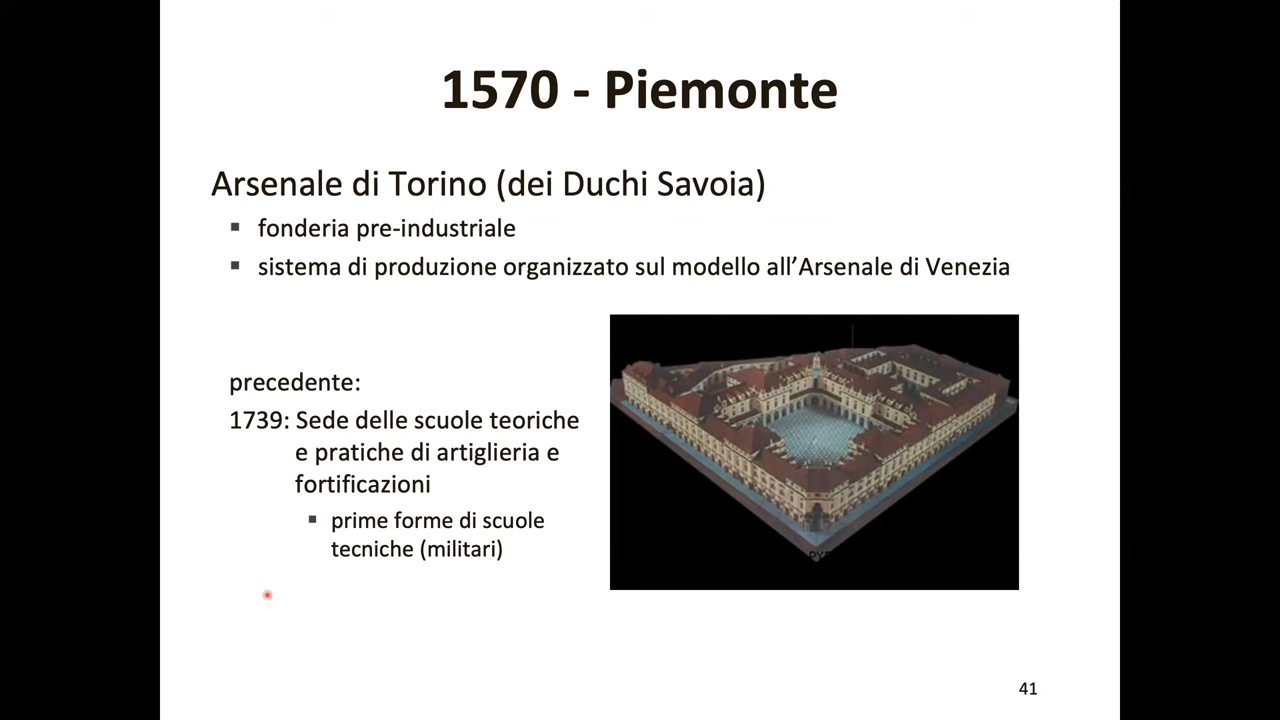 1570 - Piemonte
Arsenale di Torino (dei Duchi Savoia)
▪ fonderia pre-industriale
▪ sistema di produzione organizzato sul modello all’Arsenale di Venezia
precedente:
1739: Sede delle scuole teoriche
e pratiche di artiglieria e
fortificazioni
▪ prime forme di scuole
tecniche (militari)
41